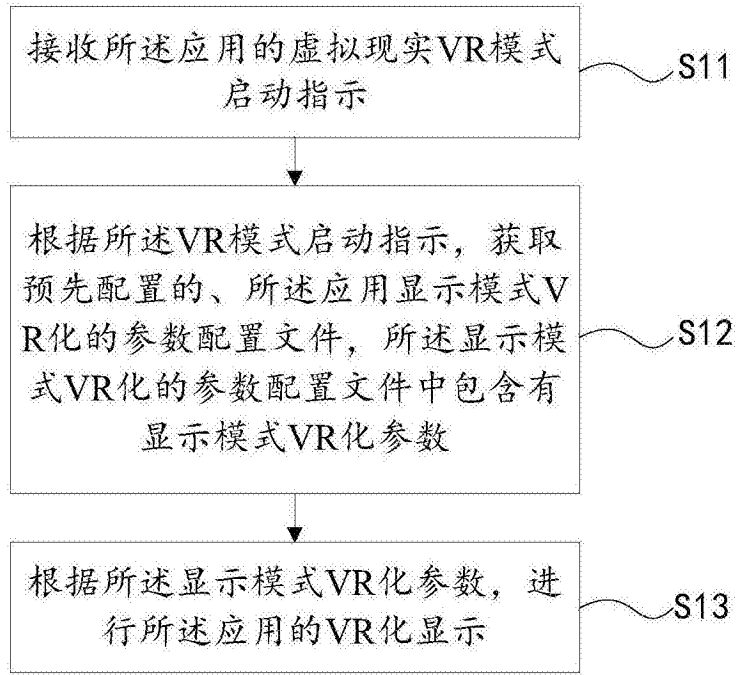 接收所述应用的虚拟现实VR模式
启动指示
S11
根据所述VR模式启动指示，获取
预先配置的、所述应用显示模式V
R化的参数配置文件，所述显示模
式VR化的参数配置文件中包含有
显示模式VR化参数
S12
根据所述显示模式VR化参数，进
行所述应用的VR化显示
S13